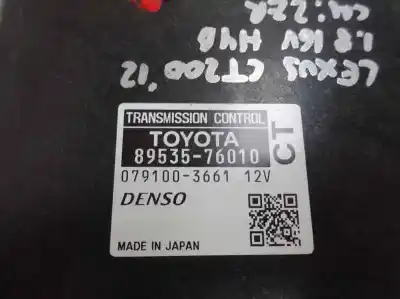 LEXUS CT200 '12
1.8 16V HYB
CM: 2ZR
TRANSMISSION CONTROL
TOYOTA
89535-76010
CT
079100-3661 12V
DENSO
MADE IN JAPAN